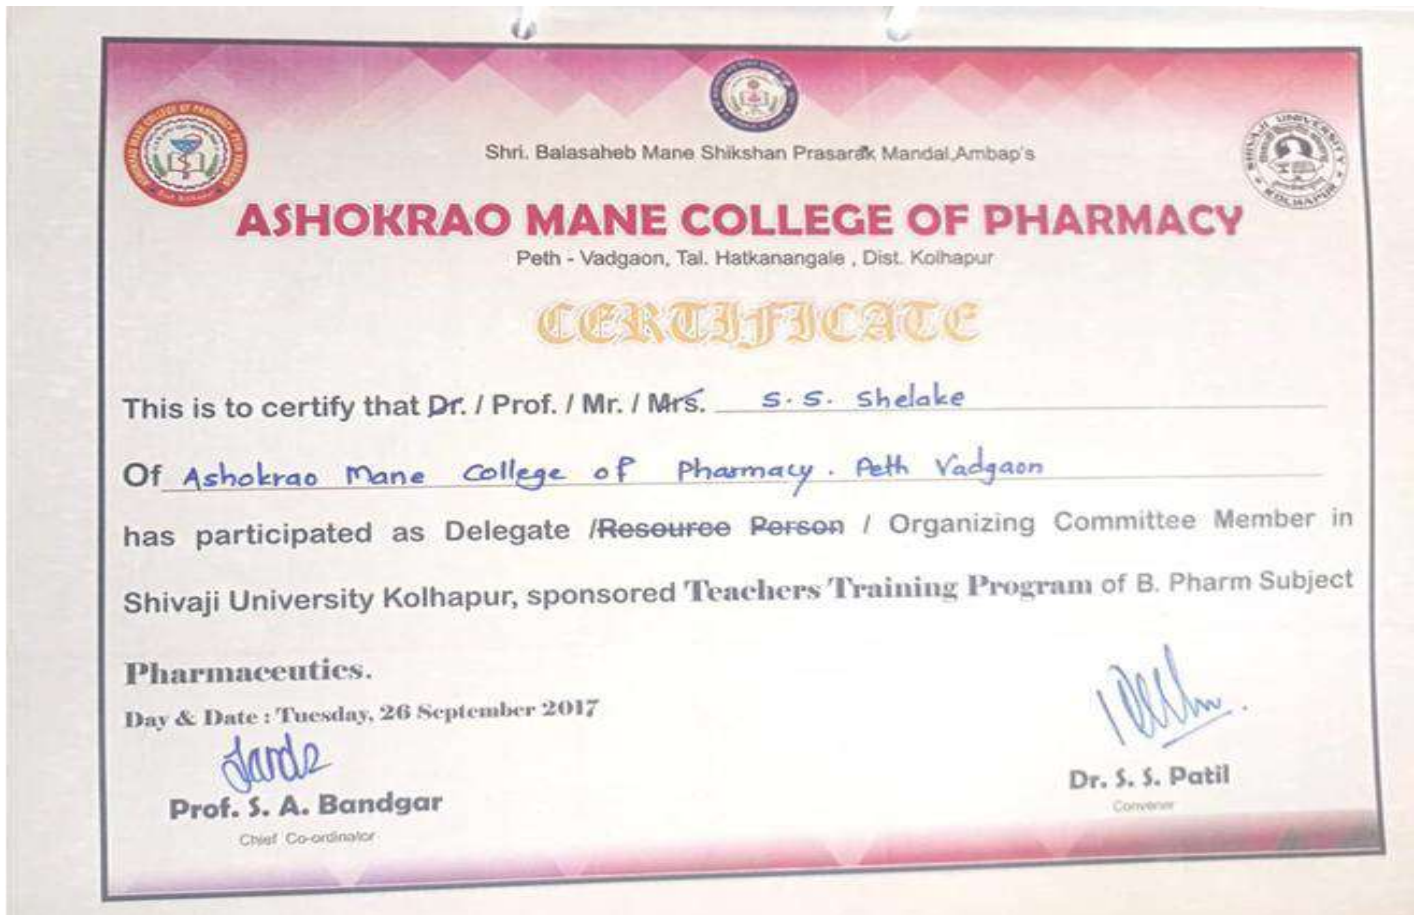 Shri. Balasaheb Mane Shikshan Prasarak Mandal,Ambap's
ASHOKRAO MANE COLLEGE OF PHARMACY
Peth - Vadgaon, Tal. Hatkanangale , Dist. Kolhapur
CERTIFICATE
This is to certify that Dr. / Prof. / Mr. / Mrs. S. S. Shelake
Of Ashokrao Mane College of Pharmacy. Peth Vadgaon
has participated as Delegate /Resource Person / Organizing Committee Member in
Shivaji University Kolhapur, sponsored Teachers Training Program of B. Pharm Subject
Pharmaceutics.
Day & Date : Tuesday, 26 September 2017
Prof. S. A. Bandgar
Chief Co-ordinator
Dr. S. S. Patil
Convener